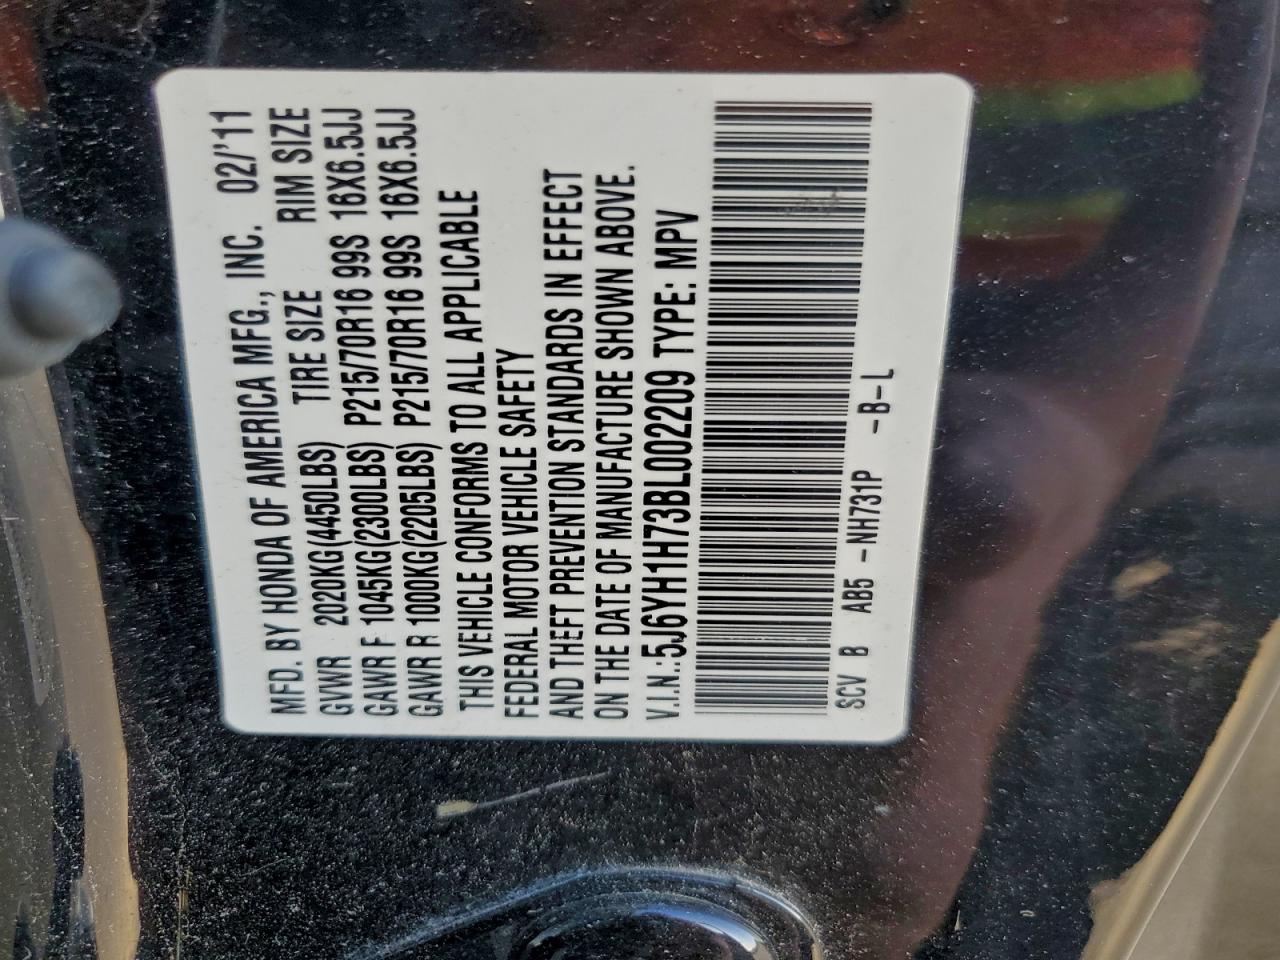 MFD. BY HONDA OF AMERICA MFG., INC. 02/'11
GVWR 2020KG(4450LBS) TIRE SIZE RIM SIZE
GAWR F 1045KG(2300LBS) P215/70R16 99S 16X6.5JJ
GAWR R 1000KG(2205LBS) P215/70R16 99S 16X6.5JJ
THIS VEHICLE CONFORMS TO ALL APPLICABLE
FEDERAL MOTOR VEHICLE SAFETY
AND THEFT PREVENTION STANDARDS IN EFFECT
ON THE DATE OF MANUFACTURE SHOWN ABOVE.
V.I.N.:5J6YH1H73BL002209 TYPE: MPV
SCV B AB5 -NH731P -B-L